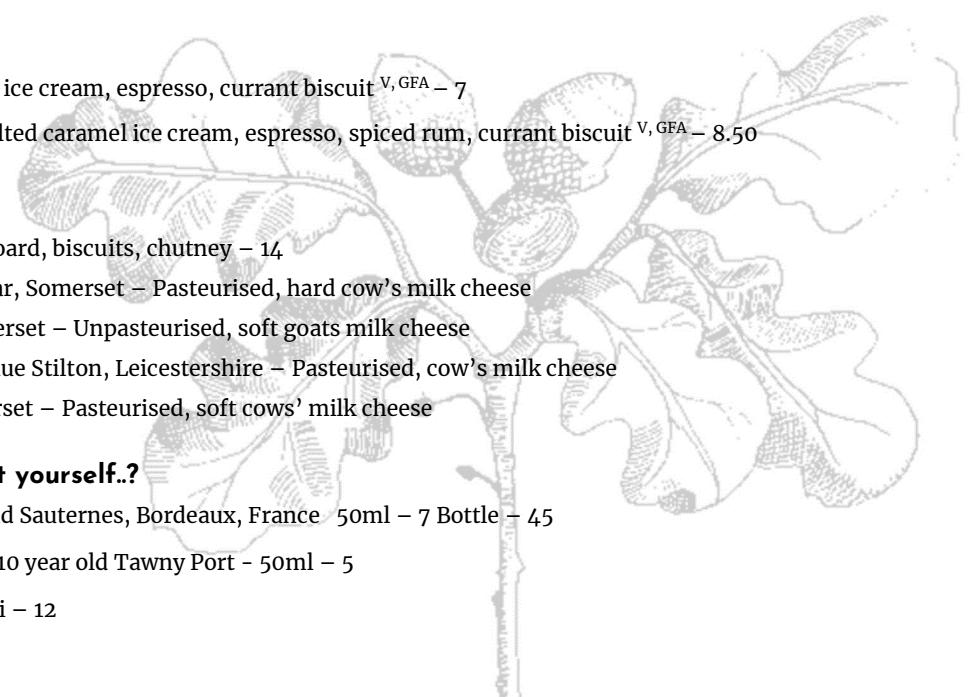 ice cream, espresso, currant biscuit V, GFA – 7
lted caramel ice cream, espresso, spiced rum, currant biscuit V, GFA – 8.50
oard, biscuits, chutney – 14
ar, Somerset – Pasteurised, hard cow’s milk cheese
erset – Unpasteurised, soft goats milk cheese
ue Stilton, Leicestershire – Pasteurised, cow’s milk cheese
rset – Pasteurised, soft cows’ milk cheese
t yourself..?
d Sauternes, Bordeaux, France 50ml – 7 Bottle – 45
10 year old Tawny Port - 50ml – 5
i – 12